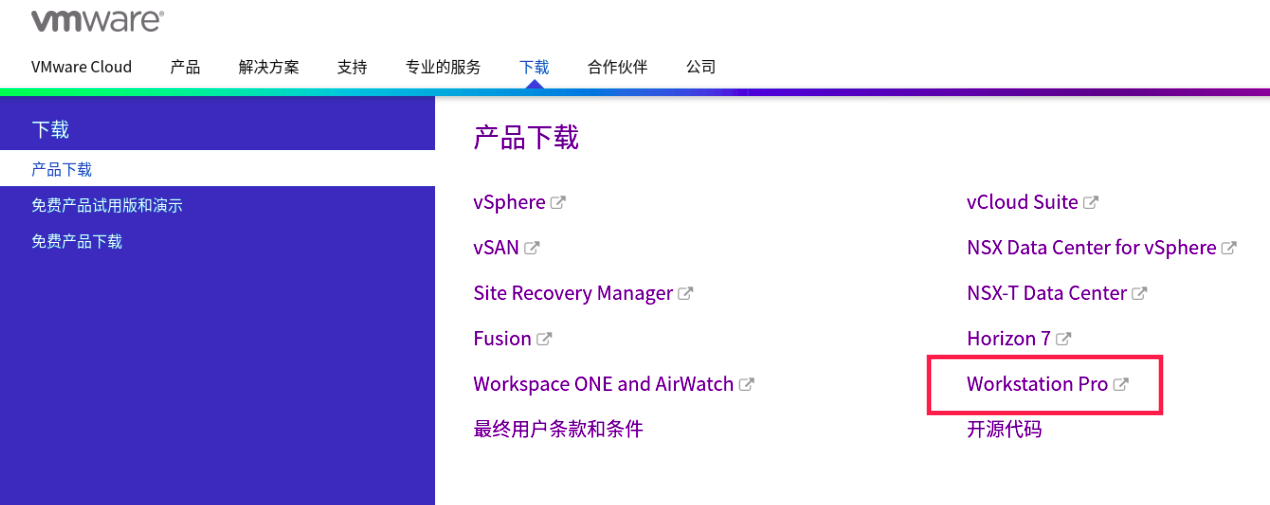 vmware®
VMware Cloud 产品 解决方案 支持 专业的服务 下载 合作伙伴 公司
下载
产品下载
免费产品试用版和演示
免费产品下载
产品下载
vSphere
vCloud Suite
vSAN
NSX Data Center for vSphere
Site Recovery Manager
NSX-T Data Center
Fusion
Horizon 7
Workspace ONE and AirWatch
Workstation Pro
最终用户条款和条件
开源代码